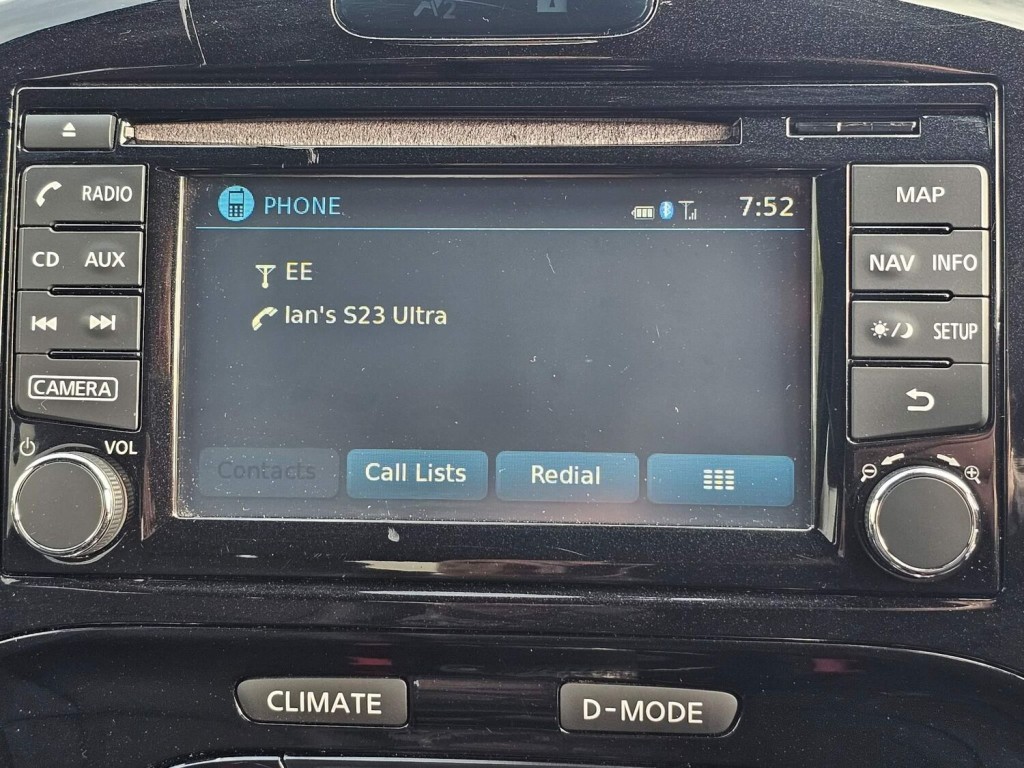 PHONE
7:52
EE
Ian's S23 Ultra
Contacts
Call Lists
Redial
RADIO
CD AUX
CAMERA
VOL
MAP
NAV INFO
SETUP
CLIMATE
D-MODE